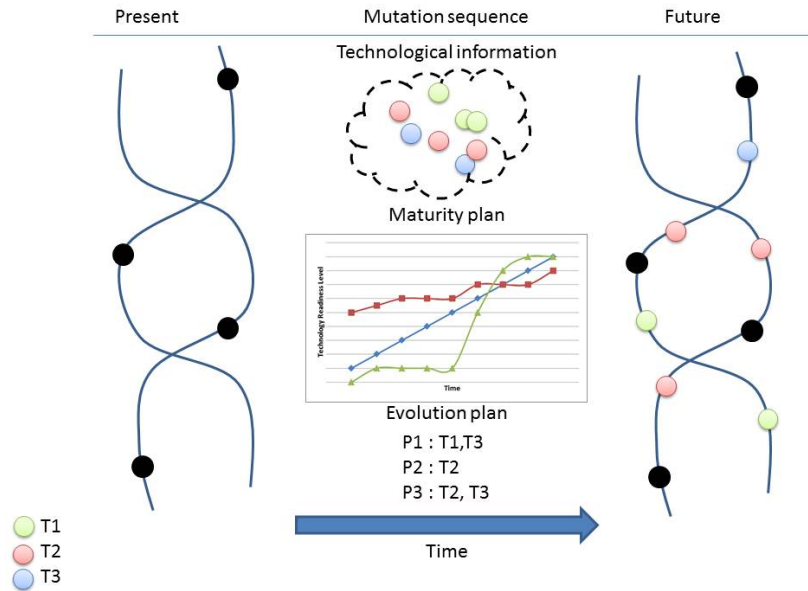 Present Mutation sequence Future
Technological information
Maturity plan
Technology Readiness Level
Time
Evolution plan
P1 : T1,T3
P2 : T2
P3 : T2, T3
Time
T1
T2
T3